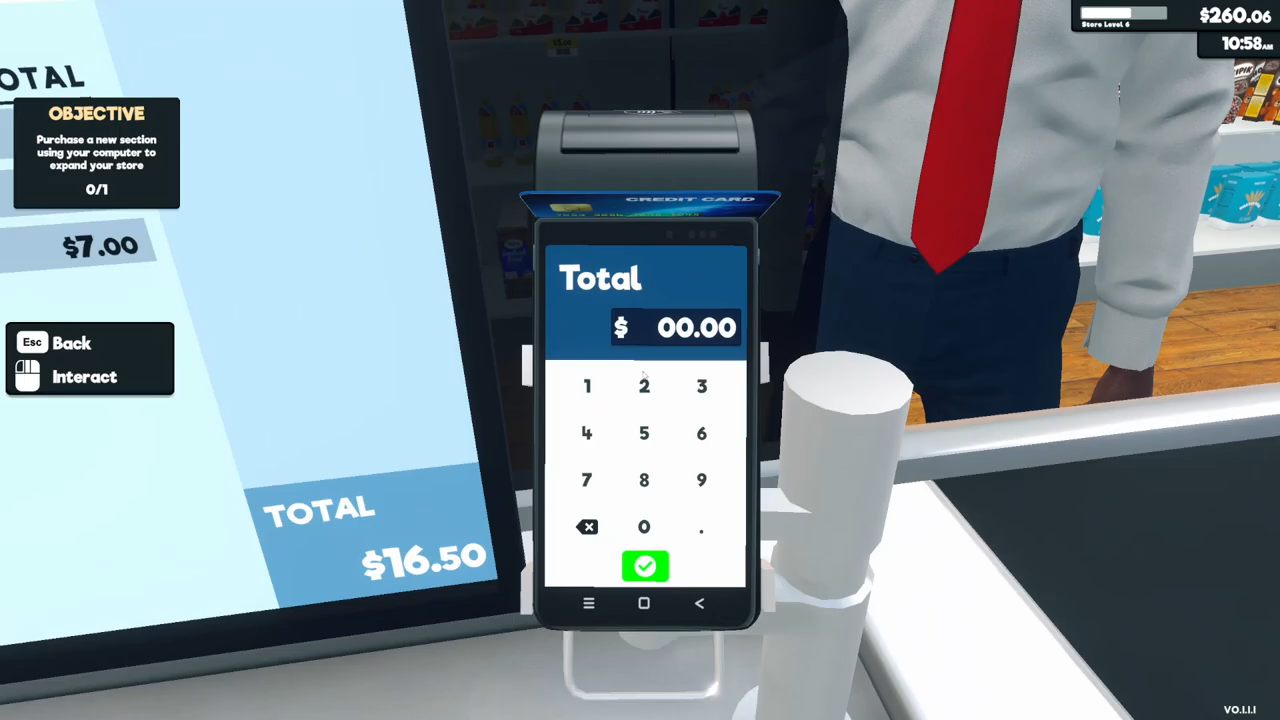 OTAL
$7.00
TOTAL
$16.50
OBJECTIVE
Purchase a new section
using your computer to
expand your store
0/1
Esc Back
Interact
CREDIT CARD
Total
$ 00.00
1 2 3
4 5 6
7 8 9
0 .
Store Level 6
$260.06
10:58AM
V0.1.1.1